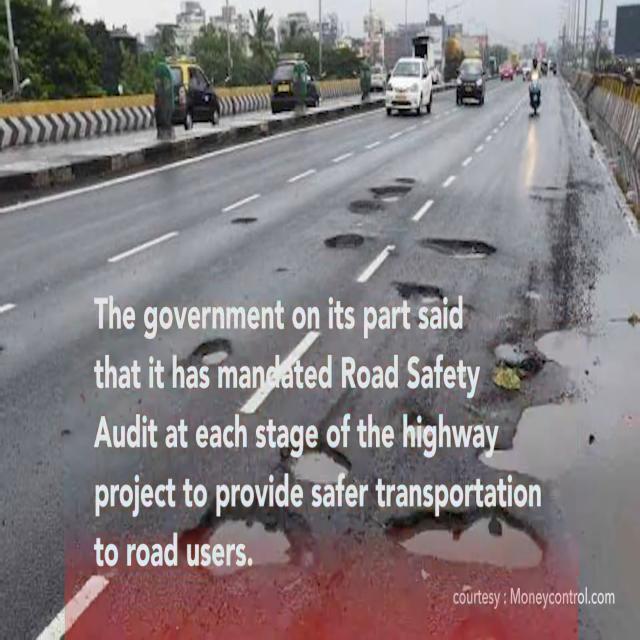 The government on its part said
that it has mandated Road Safety
Audit at each stage of the highway
project to provide safer transportation
to road users.
courtesy : Moneycontrol.com